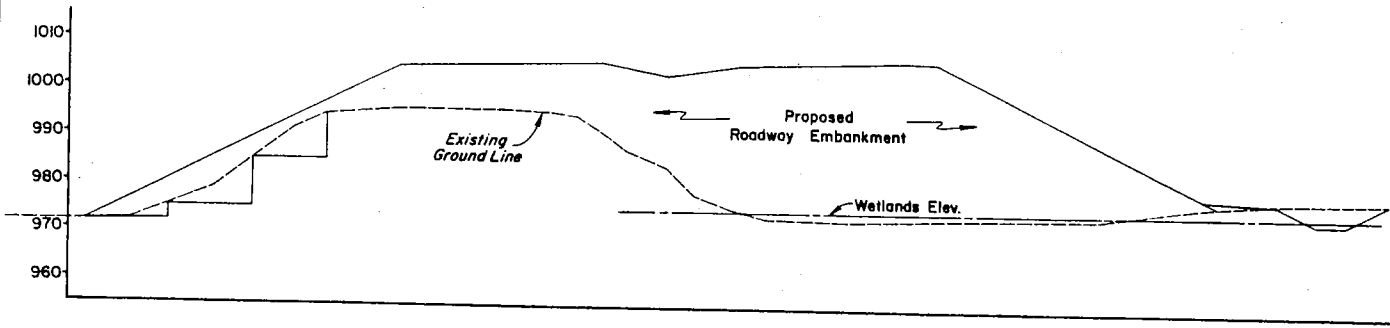 1010
1000
990
980
970
960
Existing
Ground Line
Proposed
Roadway Embankment
Wetlands Elev.